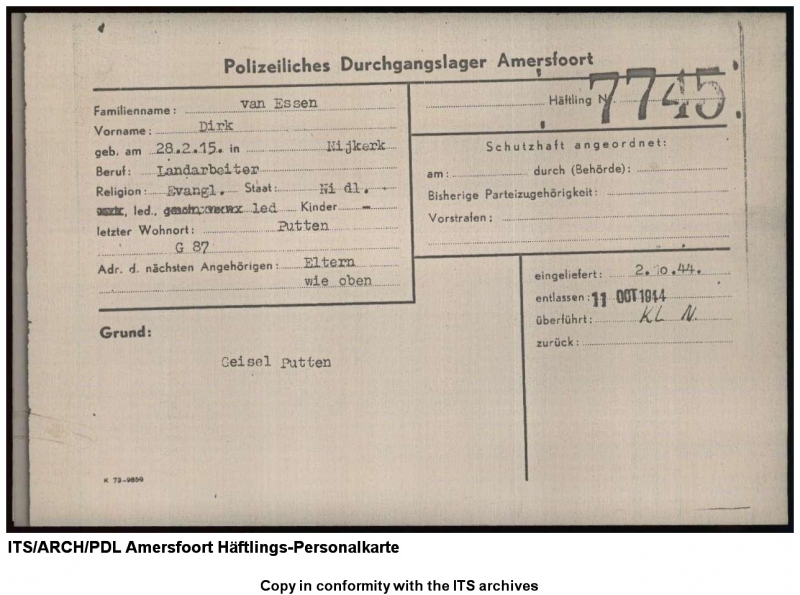 Polizeiliches Durchgangslager Amersfoort
Familienname: van Essen
Häftling N 7745
Vorname: Dirk
geb. am 28.2.15. in Nijkerk
Beruf: Landarbeiter
Religion: Evangl. Staat: Ni dl.
led., led Kinder -
letzter Wohnort: Putten
G 87
Adr. d. nächsten Angehörigen: Eltern
wie oben
Schutzhaft angeordnet:
am: durch (Behörde):
Bisherige Parteizugehörigkeit:
Vorstrafen:
eingeliefert: 2.10.44.
entlassen: 11 OCT 1944
überführt: KL N.
zurück:
Grund:
Geisel Putten
K 73-9859
ITS/ARCH/PDL Amersfoort Häftlings-Personalkarte
Copy in conformity with the ITS archives